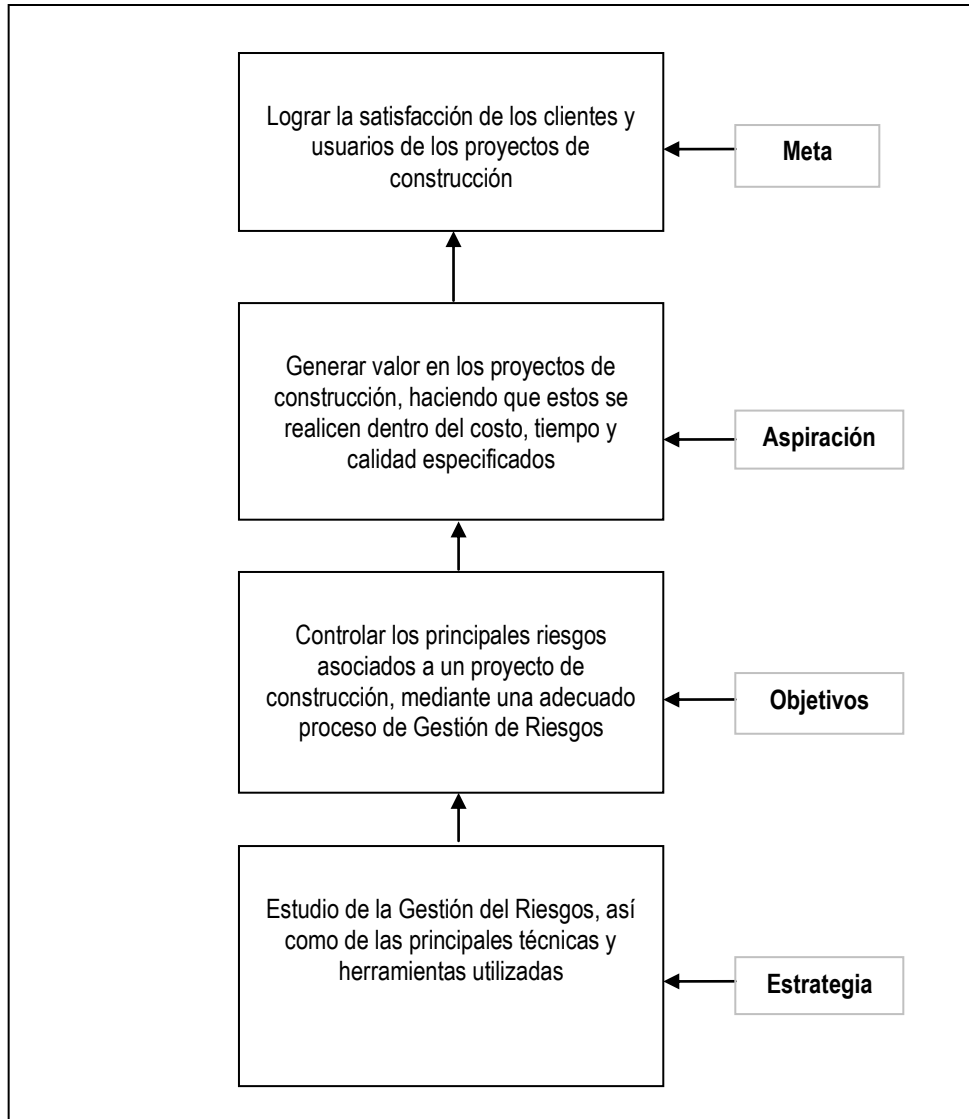 Lograr la satisfacción de los clientes y
usuarios de los proyectos de
construcción
Meta
Generar valor en los proyectos de
construcción, haciendo que estos se
realicen dentro del costo, tiempo y
calidad especificados
Aspiración
Controlar los principales riesgos
asociados a un proyecto de
construcción, mediante una adecuado
proceso de Gestión de Riesgos
Objetivos
Estudio de la Gestión del Riesgos, así
como de las principales técnicas y
herramientas utilizadas
Estrategia